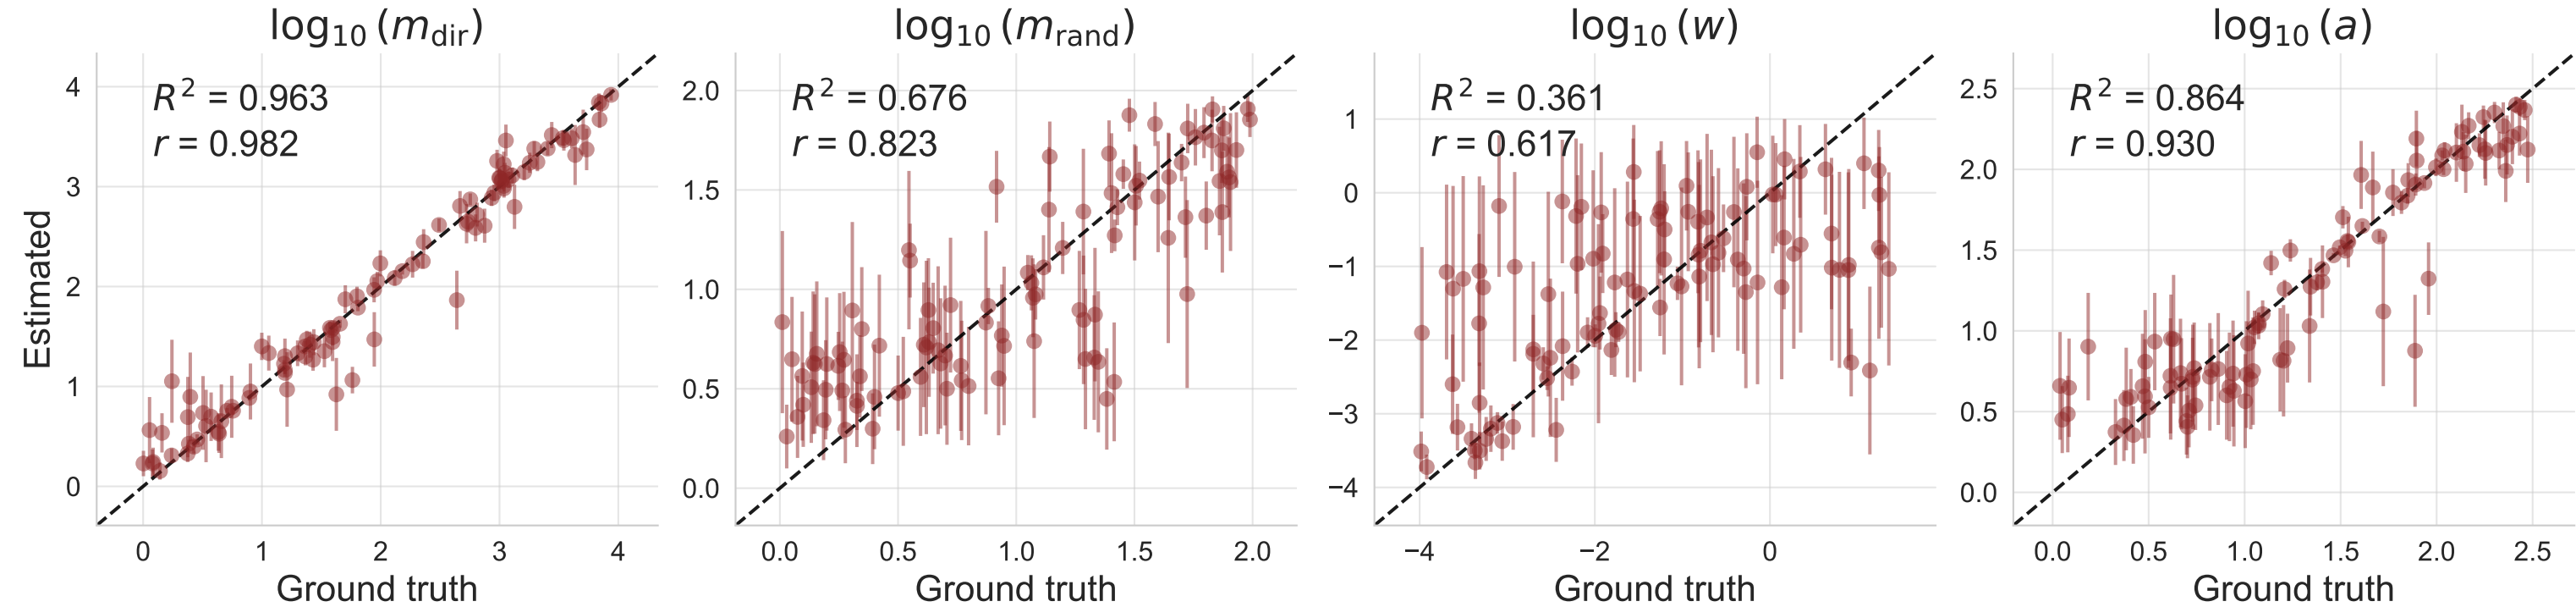 log₁₀ (m_dir)
R² = 0.963
r = 0.982
4
3
2
1
0
Estimated
0 1 2 3 4
Ground truth
log₁₀ (m_rand)
R² = 0.676
r = 0.823
2.0
1.5
1.0
0.5
0.0
0.0 0.5 1.0 1.5 2.0
Ground truth
log₁₀ (w)
R² = 0.361
r = 0.617
1
0
−1
−2
−3
−4
−4 −2 0
Ground truth
log₁₀ (a)
R² = 0.864
r = 0.930
2.5
2.0
1.5
1.0
0.5
0.0
0.0 0.5 1.0 1.5 2.0 2.5
Ground truth